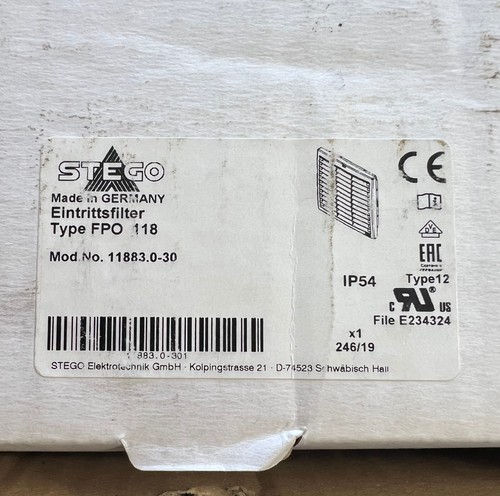 STEGO
Made in GERMANY
Eintrittsfilter
Type FPO 118
Mod.No. 11883.0-30
CE
EAC
IP54
Type12
C US
File E234324
x1
246/19
11883.0-301
STEGO Elektrotechnik GmbH · Kolpingstrasse 21 · D-74523 Schwäbisch Hall